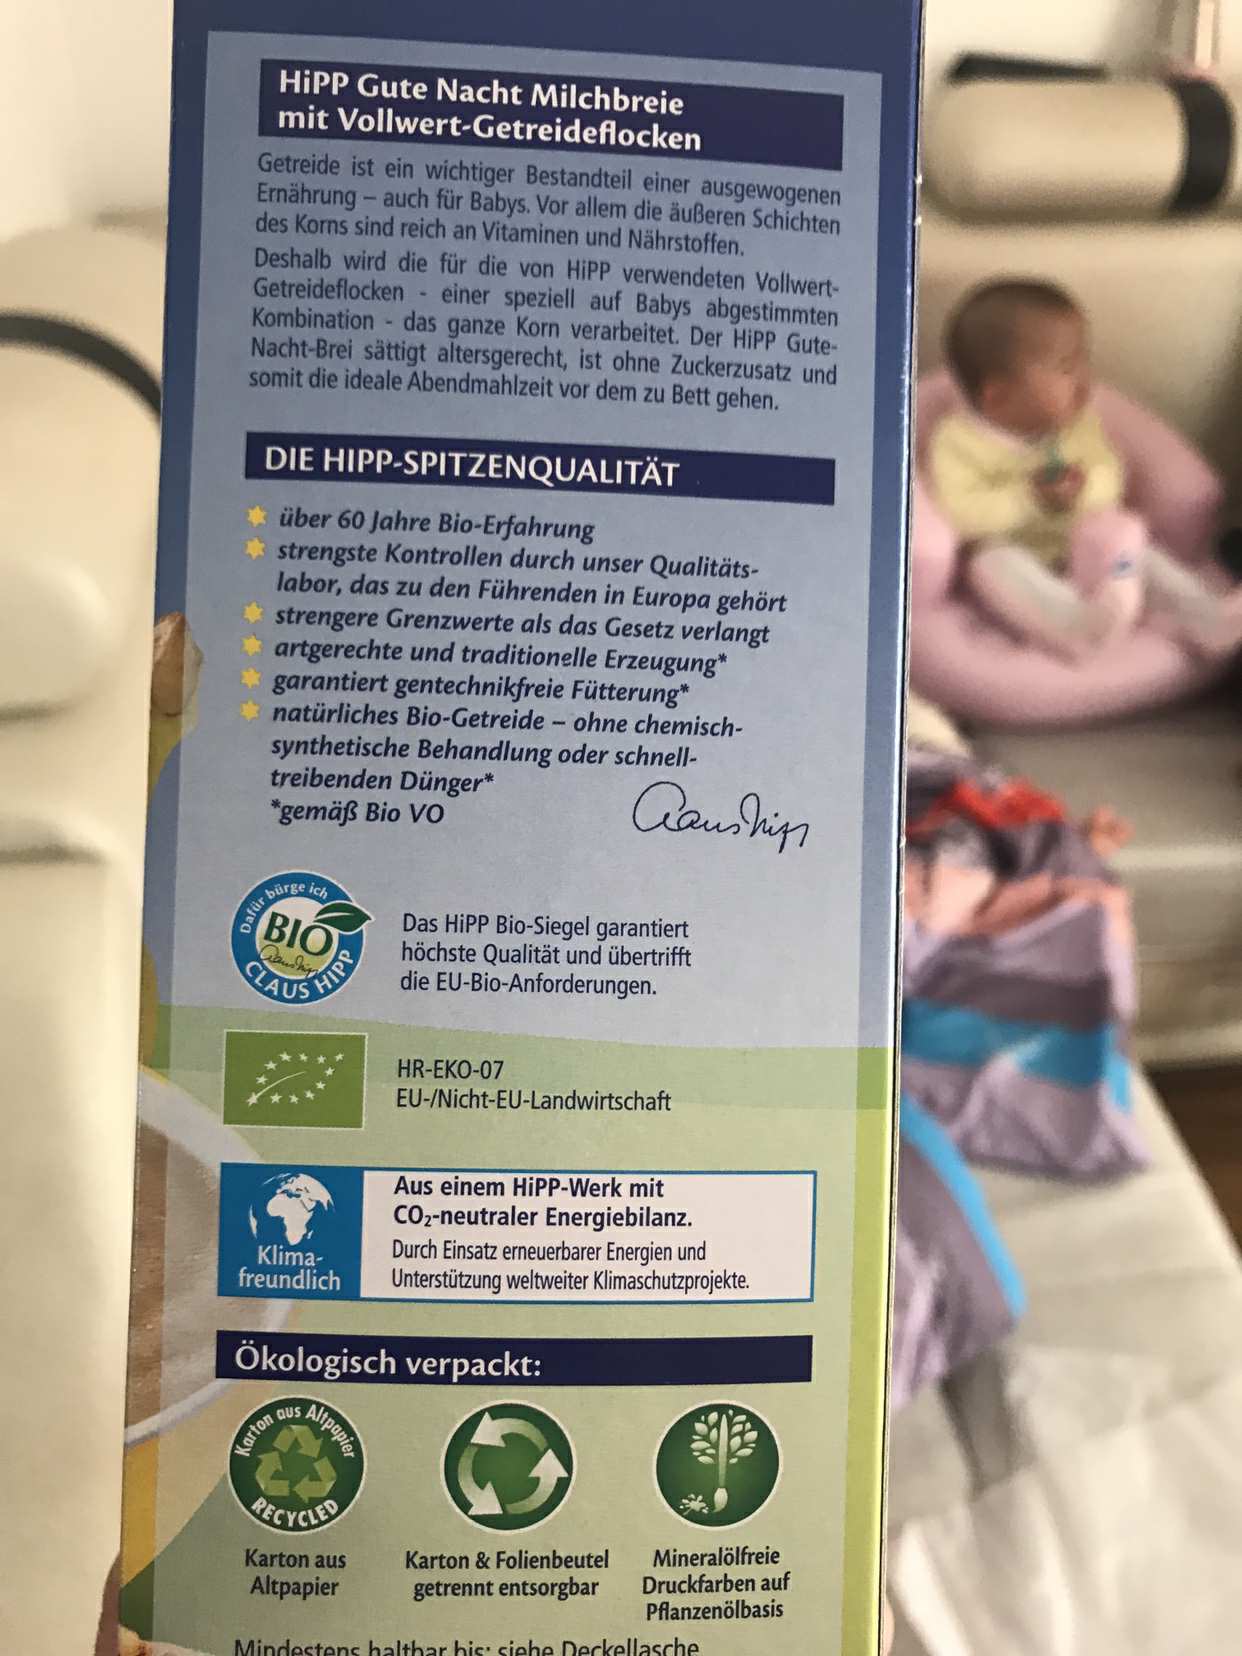 HiPP Gute Nacht Milchbreie
mit Vollwert-Getreideflocken
Getreide ist ein wichtiger Bestandteil einer ausgewogenen
Ernährung – auch für Babys. Vor allem die äußeren Schichten
des Korns sind reich an Vitaminen und Nährstoffen.
Deshalb wird die für die von HiPP verwendeten Vollwert-
Getreideflocken - einer speziell auf Babys abgestimmten
Kombination - das ganze Korn verarbeitet. Der HiPP Gute-
Nacht-Brei sättigt altersgerecht, ist ohne Zuckerzusatz und
somit die ideale Abendmahlzeit vor dem zu Bett gehen.
DIE HIPP-SPITZENQUALITÄT
über 60 Jahre Bio-Erfahrung
strengste Kontrollen durch unser Qualitäts-
labor, das zu den Führenden in Europa gehört
strengere Grenzwerte als das Gesetz verlangt
artgerechte und traditionelle Erzeugung*
garantiert gentechnikfreie Fütterung*
natürliches Bio-Getreide – ohne chemisch-
synthetische Behandlung oder schnell-
treibenden Dünger*
*gemäß Bio VO
Claus Hipp
Dafür bürge ich
BIO
Claus Hipp
CLAUS HIPP
Das HiPP Bio-Siegel garantiert
höchste Qualität und übertrifft
die EU-Bio-Anforderungen.
HR-EKO-07
EU-/Nicht-EU-Landwirtschaft
Klima-
freundlich
Aus einem HiPP-Werk mit
CO₂-neutraler Energiebilanz.
Durch Einsatz erneuerbarer Energien und
Unterstützung weltweiter Klimaschutzprojekte.
Ökologisch verpackt:
Karton aus Altpapier
RECYCLED
Karton aus
Altpapier
Karton & Folienbeutel
getrennt entsorgbar
Mineralölfreie
Druckfarben auf
Pflanzenölbasis
Mindestens haltbar bis: siehe Deckellasche